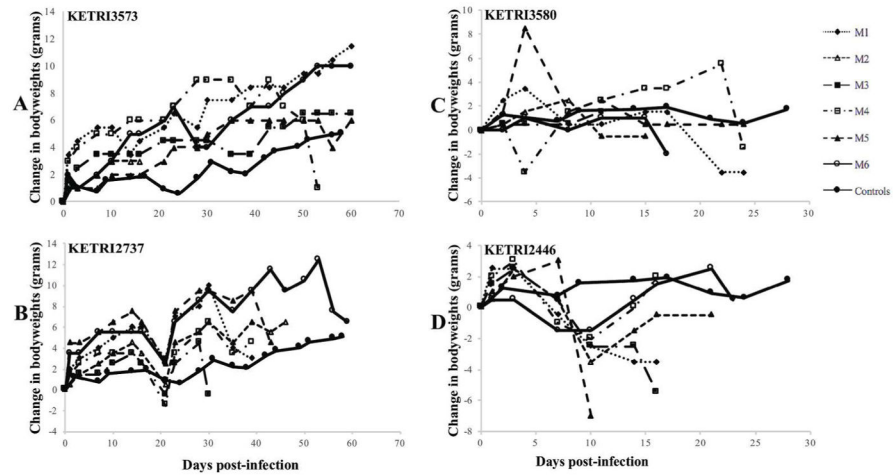 KETRI3573
A
Change in bodyweights (grams)
14
12
10
8
6
4
2
0
0 10 20 30 40 50 60 70
KETRI3580
C
Change in bodyweights (grams)
10
8
6
4
2
0
-2
-4
-6
0 5 10 15 20 25 30
M1
M2
M3
M4
M5
M6
Controls
KETRI2737
B
Change in bodyweights (grams)
14
12
10
8
6
4
2
0
-2
-4
0 10 20 30 40 50 60 70
Days post-infection
KETRI2446
D
Change in bodyweights (grams)
4
2
0
-2
-4
-6
-8
0 5 10 15 20 25 30
Days post-infection